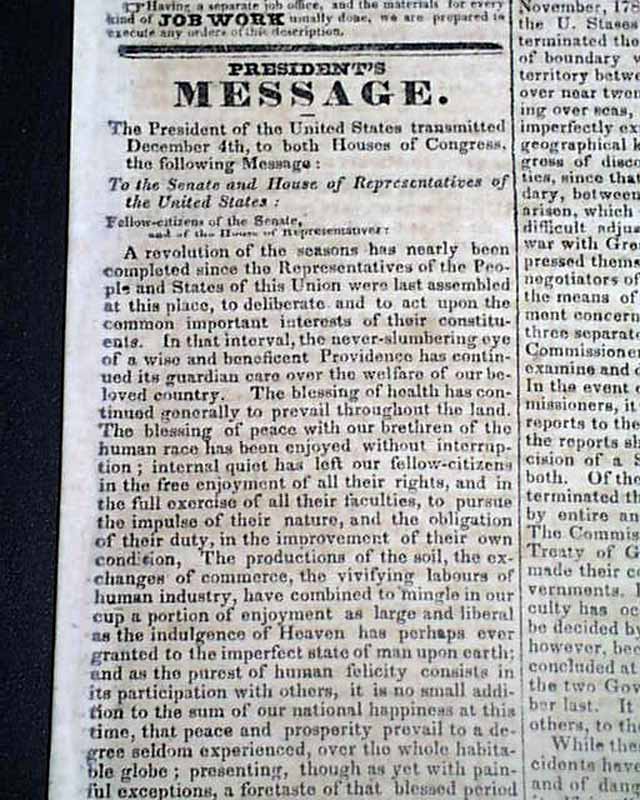 ☞Having a separate job office, and the materials for every
kind of JOB WORK usually done, we are prepared to
execute any orders of this description.
PRESIDENT'S
MESSAGE.
The President of the United States transmitted
December 4th, to both Houses of Congress,
the following Message:
To the Senate and House of Representatives of
the United States:
Fellow-citizens of the Senate,
and of the House of Representatives:
A revolution of the seasons has nearly been
completed since the Representatives of the Peo-
ple and States of this Union were last assembled
at this place, to deliberate and to act upon the
common important interests of their constitu-
ents. In that interval, the never-slumbering eye
of a wise and beneficent Providence has contin-
ued its guardian care over the welfare of our be-
loved country. The blessing of health has con-
tinued generally to prevail throughout the land.
The blessing of peace with our brethren of the
human race has been enjoyed without interrup-
tion; internal quiet has left our fellow-citizens
in the free enjoyment of all their rights, and in
the full exercise of all their faculties, to pursue
the impulse of their nature, and the obligation
of their duty, in the improvement of their own
condition, The productions of the soil, the ex-
changes of commerce, the vivifying labours of
human industry, have combined to mingle in our
cup a portion of enjoyment as large and liberal
as the indulgence of Heaven has perhaps ever
granted to the imperfect state of man upon earth;
and as the purest of human felicity consists in
its participation with others, it is no small addi-
tion to the sum of our national happiness at this
time, that peace and prosperity prevail to a de-
gree seldom experienced, over the whole habita-
ble globe; presenting, though as yet with pain-
ful exceptions, a foretaste of that blessed period
November, 178
the U. Stases
terminated the
of boundary
territory betw
over near twen
ing over seas,
imperfectly ex
geographical k
gress of disco
ties, since that
dary, between
arisen, which
difficult adjus
war with Gre
pressed thems
negotiators of
the means of
ment concern
three separate
Commissioner
examine and d
In the event
missioners, it
reports to the
the reports sh
cision of a S
both. Of the
terminated th
by entire an
The Commis
Treaty of G
made their co
vernments. I
culty has oc
be decided by
however, bee
concluded at
the two Gov
ber last. It
others, to th
While the
cidents have
and of dan